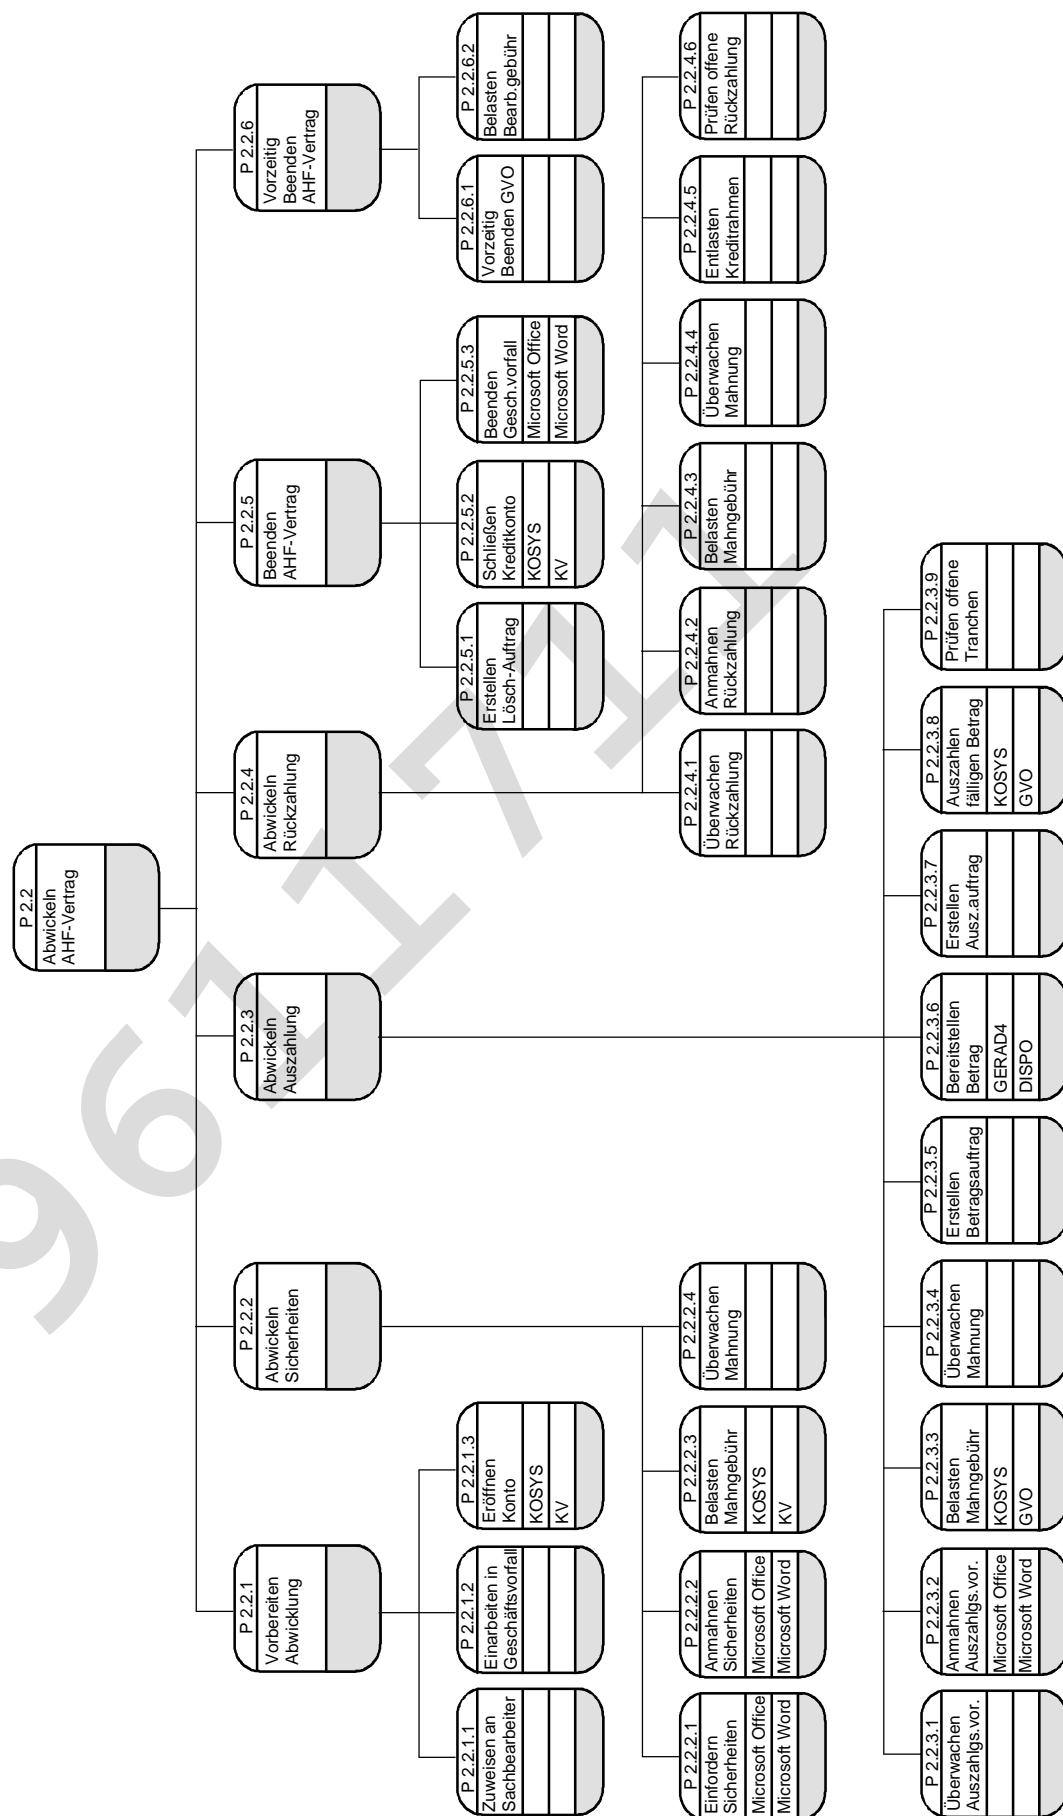 P 2.2
Abwickeln
AHF-Vertrag
P 2.2.1
Vorbereiten
Abwicklung
P 2.2.2
Abwickeln
Sicherheiten
P 2.2.3
Abwickeln
Auszahlung
P 2.2.4
Abwickeln
Rückzahlung
P 2.2.5
Beenden
AHF-Vertrag
P 2.2.6
Vorzeitig
Beenden
AHF-Vertrag
P 2.2.1.1
Zuweisen an
Sachbearbeiter
P 2.2.1.2
Einarbeiten in
Geschäftsvorfall
P 2.2.1.3
Eröffnen
Konto
KOSYS
KV
P 2.2.5.1
Erstellen
Lösch-Auftrag
P 2.2.5.2
Schließen
Kreditkonto
KOSYS
KV
P 2.2.5.3
Beenden
Gesch.vorfall
Microsoft Office
Microsoft Word
P 2.2.6.1
Vorzeitig
Beenden GVO
P 2.2.6.2
Belasten
Bearb.gebühr
P 2.2.2.1
Einfordern
Sicherheiten
Microsoft Office
Microsoft Word
P 2.2.2.2
Anmahnen
Sicherheiten
Microsoft Office
Microsoft Word
P 2.2.2.3
Belasten
Mahngebühr
KOSYS
KV
P 2.2.2.4
Überwachen
Mahnung
P 2.2.4.1
Überwachen
Rückzahlung
P 2.2.4.2
Anmahnen
Rückzahlung
P 2.2.4.3
Belasten
Mahngebühr
P 2.2.4.4
Überwachen
Mahnung
P 2.2.4.5
Entlasten
Kreditrahmen
P 2.2.4.6
Prüfen offene
Rückzahlung
P 2.2.3.1
Überwachen
Auszahlgs.vor.
P 2.2.3.2
Anmahnen
Auszahlgs.vor.
Microsoft Office
Microsoft Word
P 2.2.3.3
Belasten
Mahngebühr
KOSYS
GVO
P 2.2.3.4
Überwachen
Mahnung
P 2.2.3.5
Erstellen
Betragsauftrag
P 2.2.3.6
Bereitstellen
Betrag
GERAD4
DISPO
P 2.2.3.7
Erstellen
Ausz.auftrag
P 2.2.3.8
Auszahlen
fälligen Betrag
KOSYS
GVO
P 2.2.3.9
Prüfen offene
Tranchen
9611711